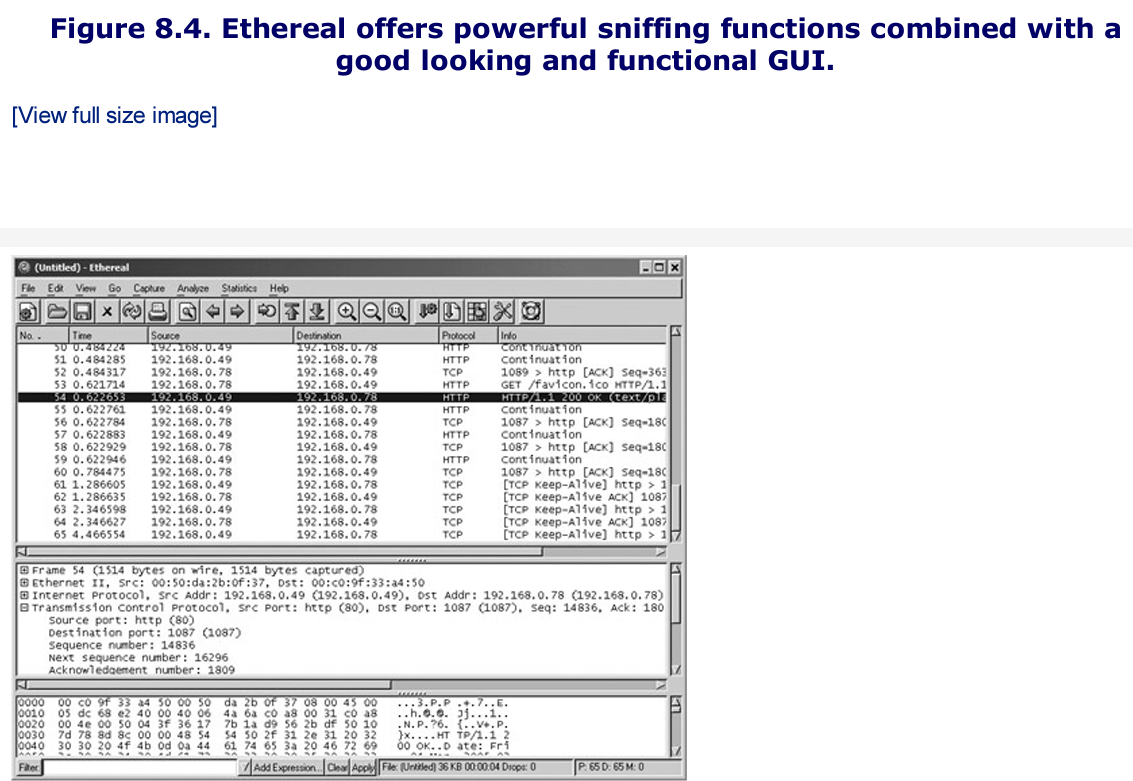 Figure 8.4. Ethereal offers powerful sniffing functions combined with a
good looking and functional GUI.
[View full size image]
(Untitled) - Ethereal
File Edit View Go Capture Analyze Statistics Help
No. . Time Source Destination Protocol Info
50 0.484224 192.168.0.49 192.168.0.78 HTTP Continuation
51 0.484285 192.168.0.49 192.168.0.78 HTTP Continuation
52 0.484317 192.168.0.78 192.168.0.49 TCP 1089 > http [ACK] Seq=363
53 0.621714 192.168.0.78 192.168.0.49 HTTP GET /favicon.ico HTTP/1.1
54 0.622653 192.168.0.49 192.168.0.78 HTTP HTTP/1.1 200 OK (text/pla
55 0.622761 192.168.0.49 192.168.0.78 HTTP Continuation
56 0.622784 192.168.0.78 192.168.0.49 TCP 1087 > http [ACK] Seq=180
57 0.622883 192.168.0.49 192.168.0.78 HTTP Continuation
58 0.622929 192.168.0.78 192.168.0.49 TCP 1087 > http [ACK] Seq=180
59 0.622946 192.168.0.49 192.168.0.78 HTTP Continuation
60 0.784475 192.168.0.78 192.168.0.49 TCP 1087 > http [ACK] Seq=180
61 1.286605 192.168.0.49 192.168.0.78 TCP [TCP Keep-Alive] http > 1
62 1.286635 192.168.0.78 192.168.0.49 TCP [TCP Keep-Alive ACK] 1087
63 2.346598 192.168.0.49 192.168.0.78 TCP [TCP Keep-Alive] http > 1
64 2.346627 192.168.0.78 192.168.0.49 TCP [TCP Keep-Alive ACK] 1087
65 4.466554 192.168.0.49 192.168.0.78 TCP [TCP Keep-Alive] http > 1
Frame 54 (1514 bytes on wire, 1514 bytes captured)
Ethernet II, Src: 00:50:da:2b:0f:37, Dst: 00:c0:9f:33:a4:50
Internet Protocol, Src Addr: 192.168.0.49 (192.168.0.49), Dst Addr: 192.168.0.78 (192.168.0.78)
Transmission Control Protocol, Src Port: http (80), Dst Port: 1087 (1087), Seq: 14836, Ack: 180
Source port: http (80)
Destination port: 1087 (1087)
Sequence number: 14836
Next sequence number: 16296
Acknowledgement number: 1809
0000 00 c0 9f 33 a4 50 00 50 da 2b 0f 37 08 00 45 00 ...3.P.P .+.7..E.
0010 05 dc 68 e2 40 00 40 06 4a 6a c0 a8 00 31 c0 a8 ..h.@.@. Jj...1..
0020 00 4e 00 50 04 3f 36 17 7b 1a d9 56 2b df 50 10 .N.P.?6. {..V+.P.
0030 7d 78 8d 8c 00 00 48 54 54 50 2f 31 2e 31 20 32 }x....HT TP/1.1 2
0040 30 30 20 4f 4b 0d 0a 44 61 74 65 3a 20 46 72 69 00 OK..D ate: Fri
Filter: Add Expression... Clear Apply File: (Untitled) 36 KB 00:00:04 Drops: 0 P: 65 D: 65 M: 0